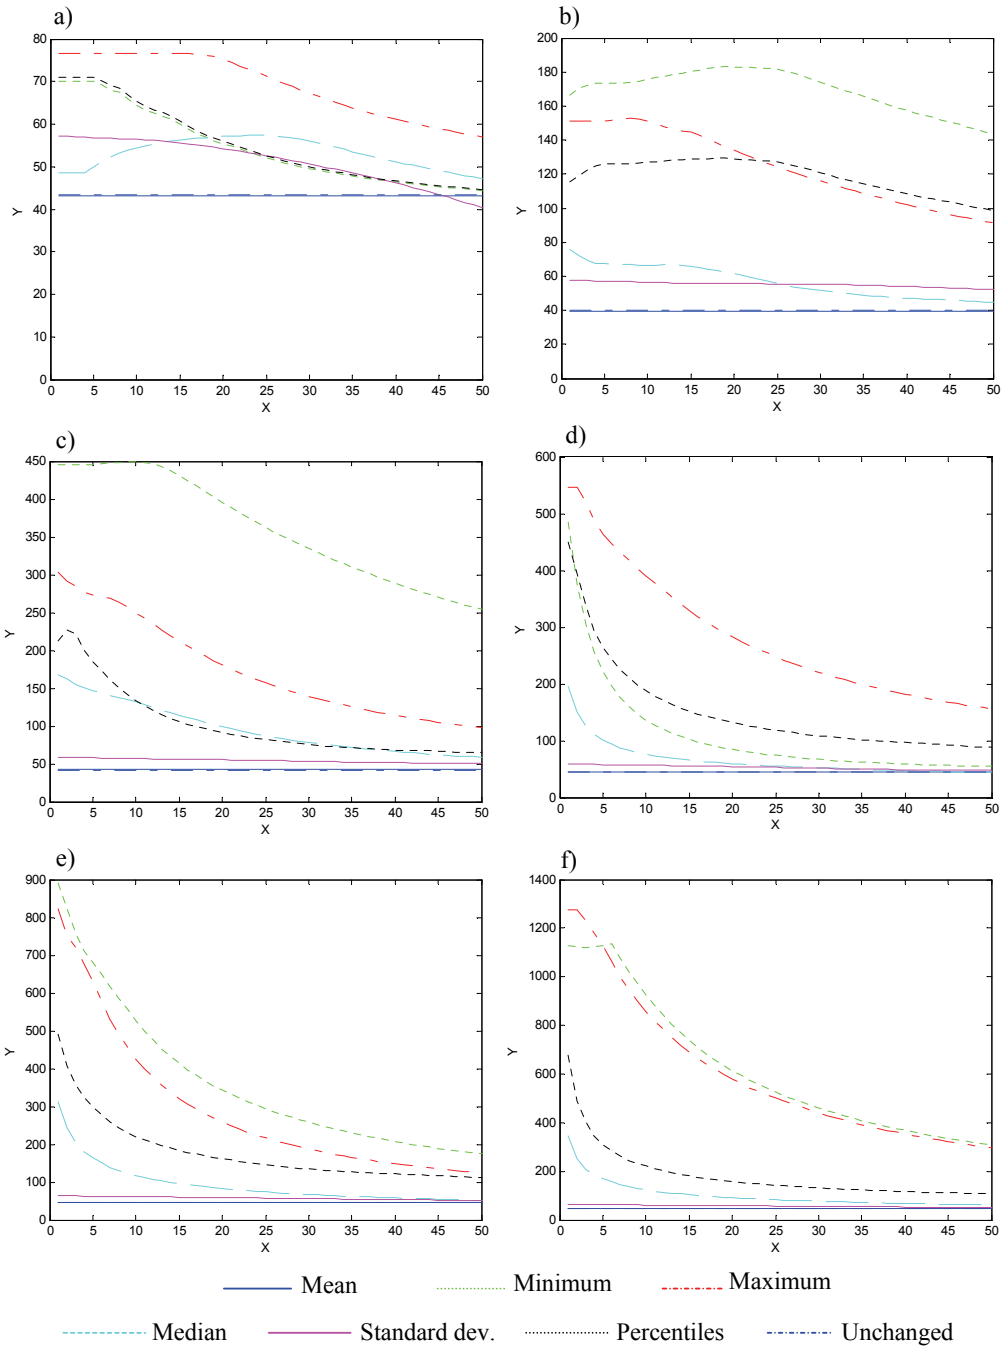 a)
80
70
60
50
40
30
20
10
0
Y
0 5 10 15 20 25 30 35 40 45 50
X
b)
200
180
160
140
120
100
80
60
40
20
0
Y
0 5 10 15 20 25 30 35 40 45 50
X
c)
450
400
350
300
250
200
150
100
50
0
Y
0 5 10 15 20 25 30 35 40 45 50
X
d)
600
500
400
300
200
100
0
Y
0 5 10 15 20 25 30 35 40 45 50
X
e)
900
800
700
600
500
400
300
200
100
0
Y
0 5 10 15 20 25 30 35 40 45 50
X
f)
1400
1200
1000
800
600
400
200
0
Y
0 5 10 15 20 25 30 35 40 45 50
X
Mean Minimum Maximum
Median Standard dev. Percentiles Unchanged